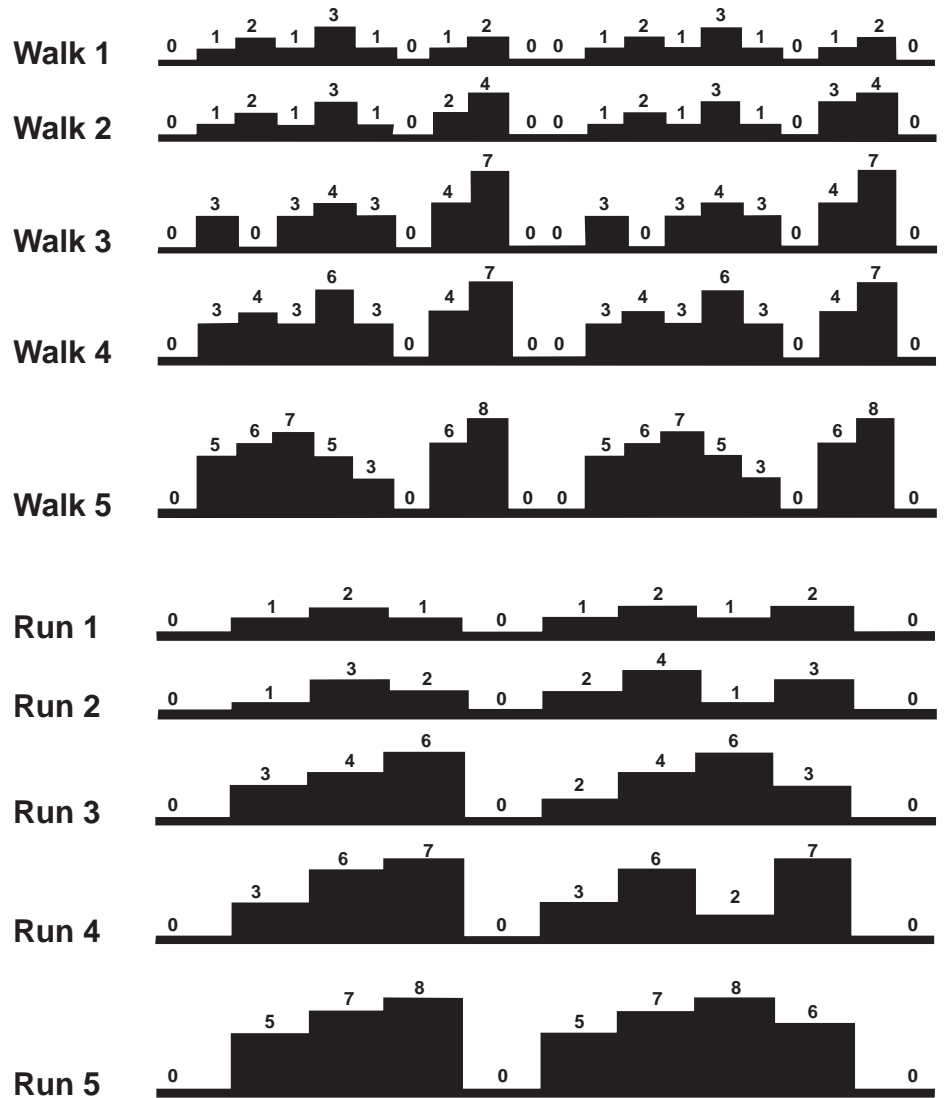 Walk 1 0 1 2 1 3 1 0 1 2 0 0 1 2 1 3 1 0 1 2 0
Walk 2 0 1 2 1 3 1 0 2 4 0 0 1 2 1 3 1 0 3 4 0
Walk 3 0 3 0 3 4 3 0 4 7 0 0 3 0 3 4 3 0 4 7 0
Walk 4 0 3 4 3 6 3 0 4 7 0 0 3 4 3 6 3 0 4 7 0
Walk 5 0 5 6 7 5 3 0 6 8 0 0 5 6 7 5 3 0 6 8 0
Run 1 0 1 2 1 0 1 2 1 2 0
Run 2 0 1 3 2 0 2 4 1 3 0
Run 3 0 3 4 6 0 2 4 6 3 0
Run 4 0 3 6 7 0 3 6 2 7 0
Run 5 0 5 7 8 0 5 7 8 6 0